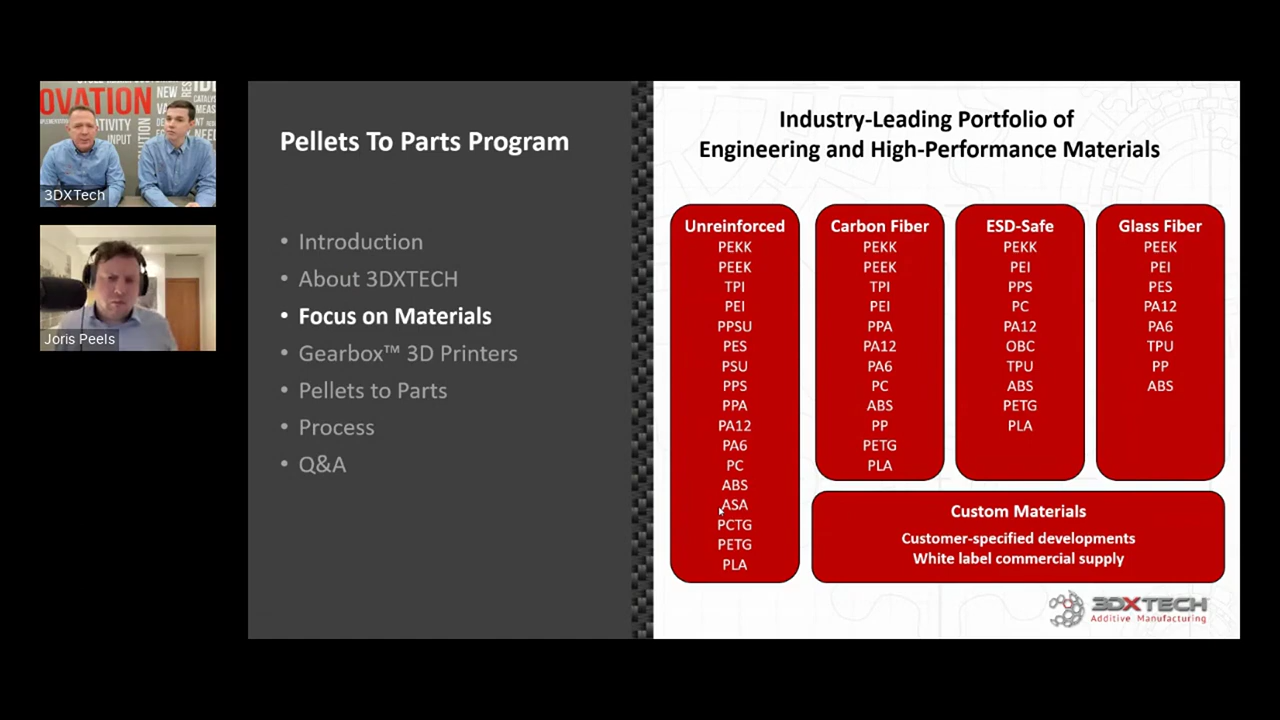 OVATION
NEW
INPUT
3DXTech
Joris Peels
Pellets To Parts Program
• Introduction
• About 3DXTECH
• Focus on Materials
• Gearbox™ 3D Printers
• Pellets to Parts
• Process
• Q&A
Industry-Leading Portfolio of
Engineering and High-Performance Materials
Unreinforced
PEKK
PEEK
TPI
PEI
PPSU
PES
PSU
PPS
PPA
PA12
PA6
PC
ABS
ASA
PCTG
PETG
PLA
Carbon Fiber
PEKK
PEEK
TPI
PEI
PPA
PA12
PA6
PC
ABS
PP
PETG
PLA
ESD-Safe
PEKK
PEI
PPS
PC
PA12
OBC
TPU
ABS
PETG
PLA
Glass Fiber
PEEK
PEI
PES
PA12
PA6
TPU
PP
ABS
Custom Materials
Customer-specified developments
White label commercial supply
3DXTECH
Additive Manufacturing